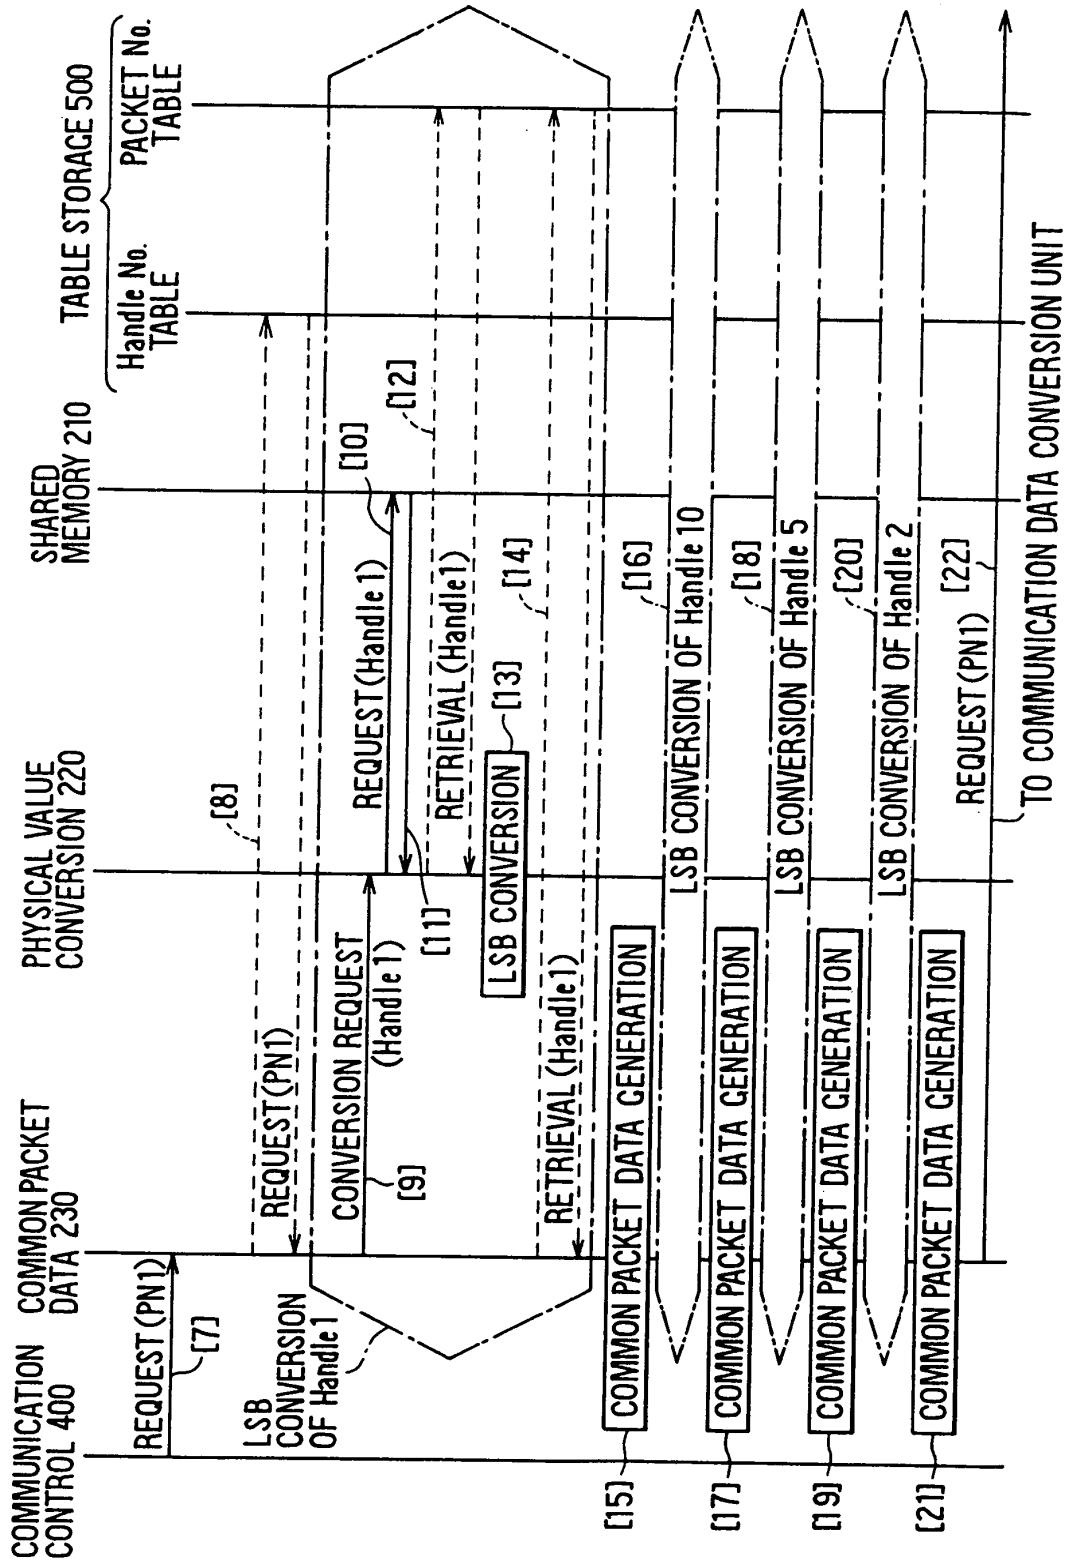 COMMUNICATION
CONTROL 400
COMMON PACKET
DATA 230
PHYSICAL VALUE
CONVERSION 220
SHARED
MEMORY 210
TABLE STORAGE 500
Handle No.
TABLE
PACKET No.
TABLE
REQUEST (PN1)
[7]
[8]
REQUEST (PN1)
LSB
CONVERSION
OF Handle 1
CONVERSION REQUEST
(Handle 1)
[9]
REQUEST (Handle 1)
[10]
[11]
[12]
RETRIEVAL (Handle 1)
LSB CONVERSION
[13]
[14]
RETRIEVAL (Handle 1)
[15]
COMMON PACKET DATA GENERATION
[16]
LSB CONVERSION OF Handle 10
[17]
COMMON PACKET DATA GENERATION
[18]
LSB CONVERSION OF Handle 5
[19]
COMMON PACKET DATA GENERATION
[20]
LSB CONVERSION OF Handle 2
[21]
COMMON PACKET DATA GENERATION
REQUEST (PN1)
[22]
TO COMMUNICATION DATA CONVERSION UNIT